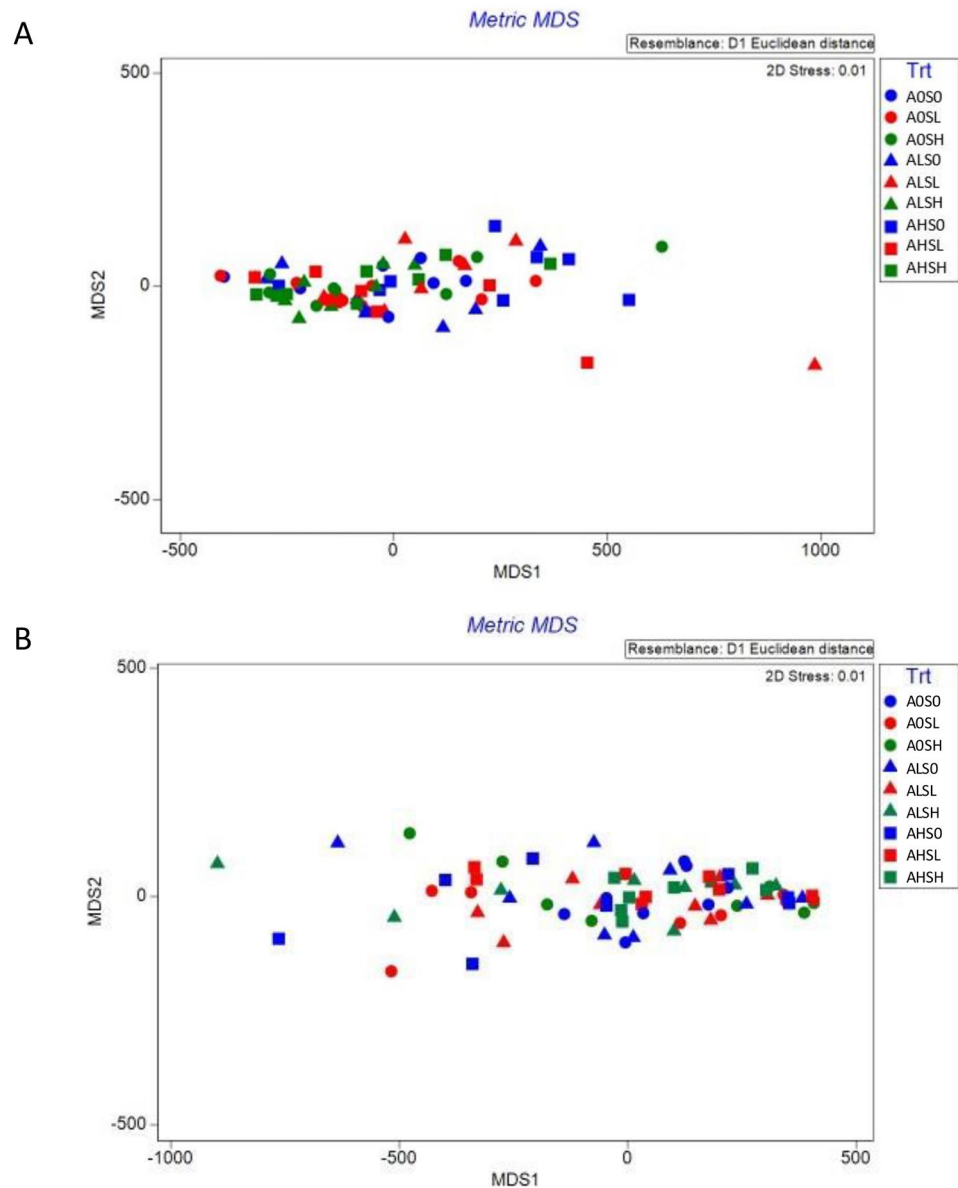 A
Metric MDS
Resemblance: D1 Euclidean distance
2D Stress: 0.01
Trt
A0S0
A0SL
A0SH
ALS0
ALSL
ALSH
AHS0
AHSL
AHSH
500
0
-500
MDS2
-500 0 500 1000
MDS1
B
Metric MDS
Resemblance: D1 Euclidean distance
2D Stress: 0.01
Trt
A0S0
A0SL
A0SH
ALS0
ALSL
ALSH
AHS0
AHSL
AHSH
500
0
-500
MDS2
-1000 -500 0 500
MDS1